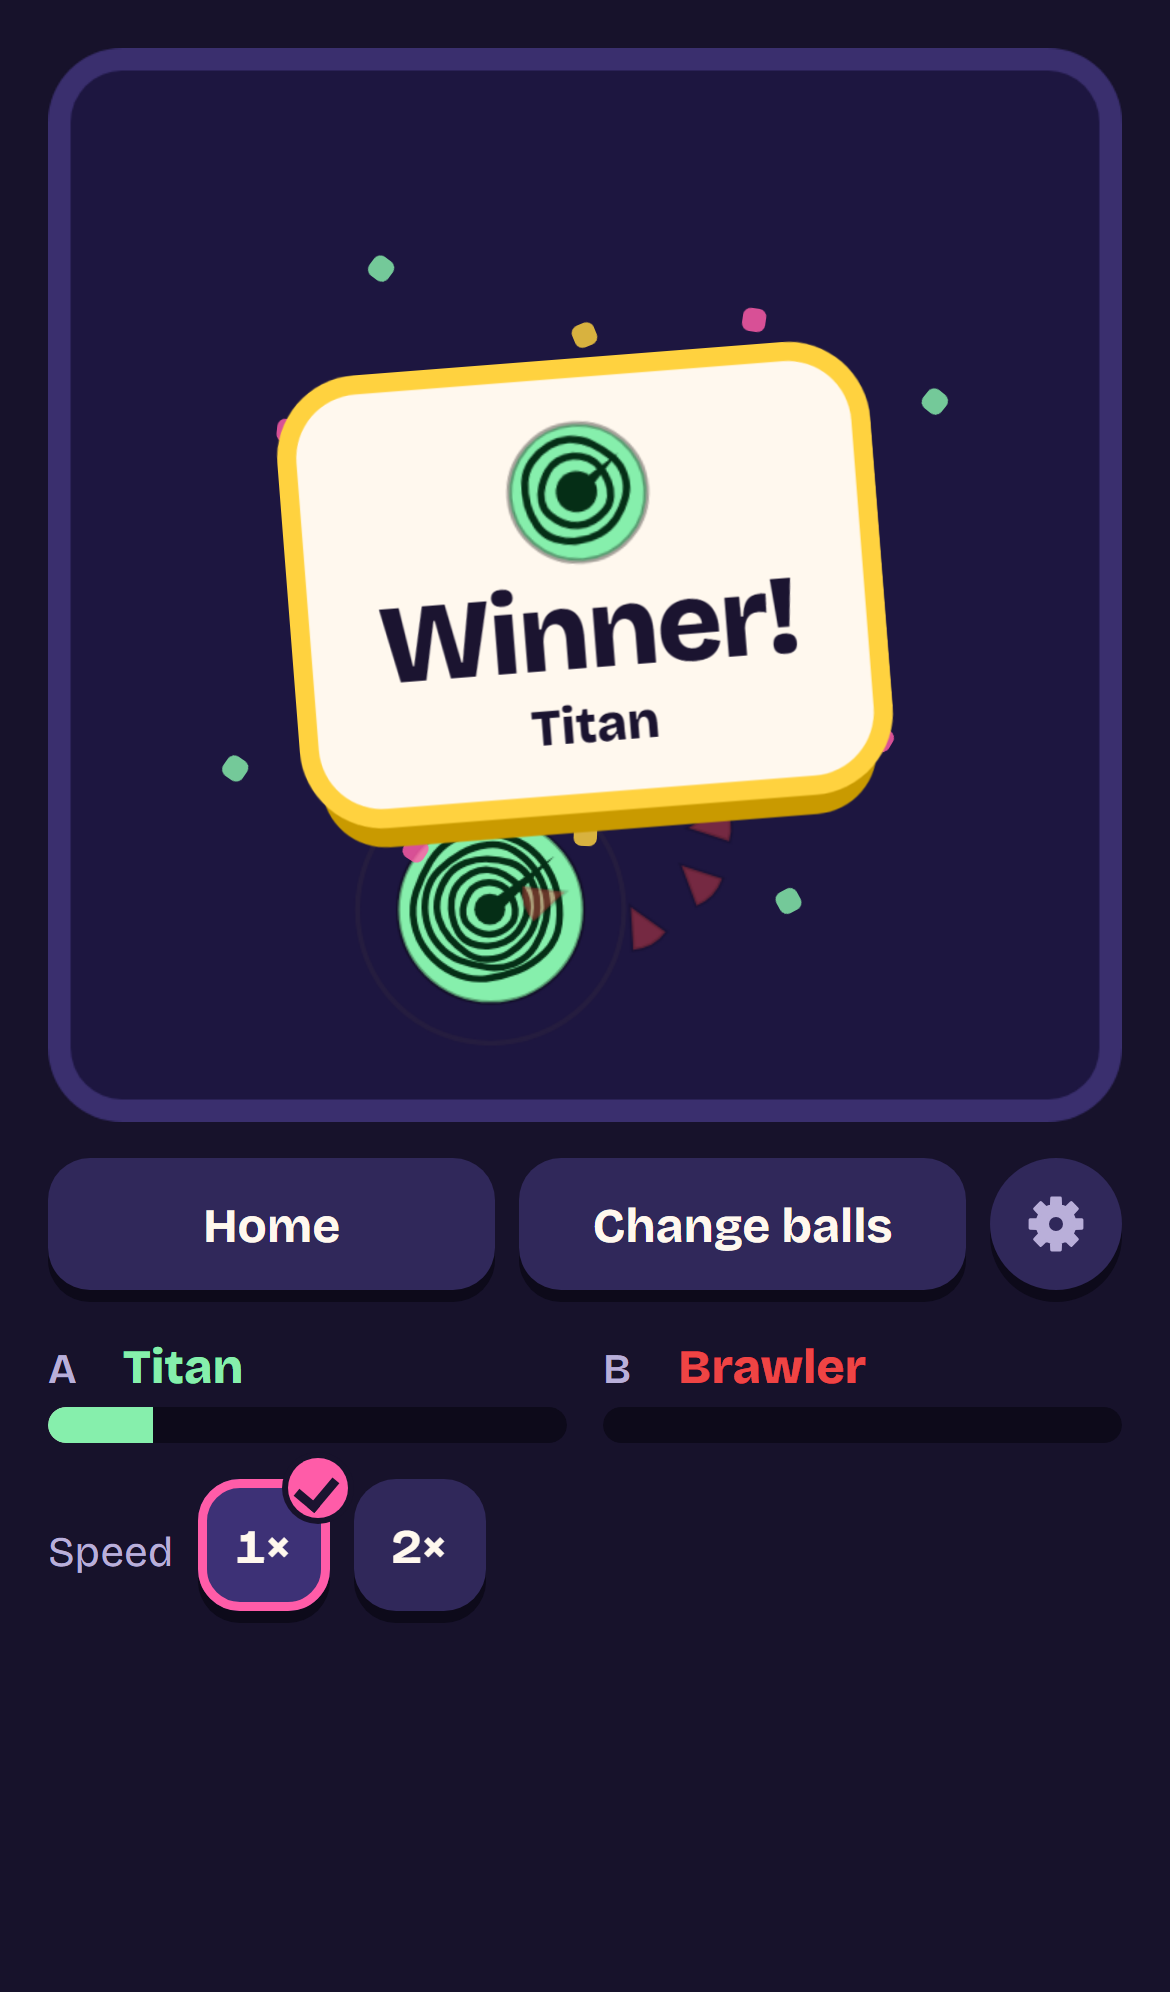 Winner!
Titan
Home
Change balls
A Titan
B Brawler
Speed 1× 2×